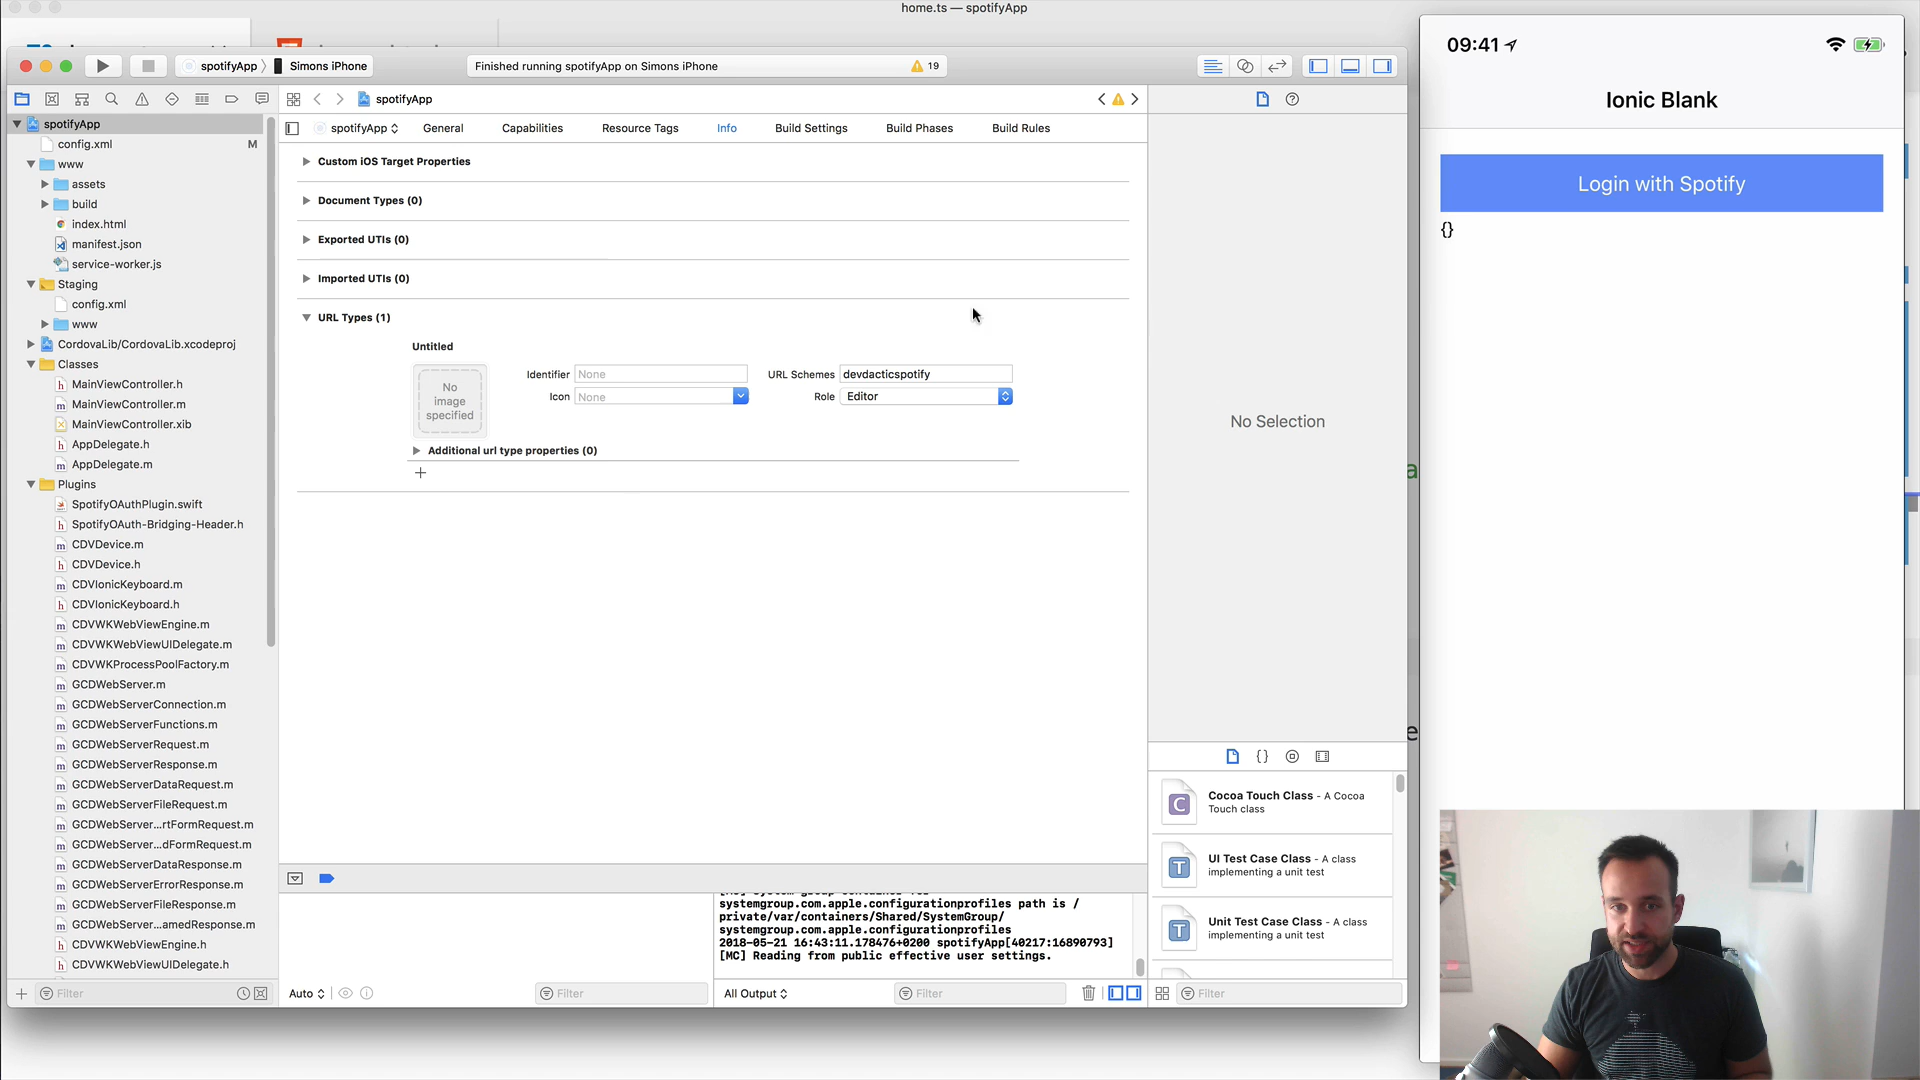 home.ts — spotifyApp
spotifyApp
Simons iPhone
Finished running spotifyApp on Simons iPhone
19
spotifyApp
spotifyApp
General
Capabilities
Resource Tags
Info
Build Settings
Build Phases
Build Rules
spotifyApp
config.xml
M
www
assets
build
index.html
manifest.json
service-worker.js
Staging
config.xml
www
CordovaLib/CordovaLib.xcodeproj
Classes
MainViewController.h
MainViewController.m
MainViewController.xib
AppDelegate.h
AppDelegate.m
Plugins
SpotifyOAuthPlugin.swift
SpotifyOAuth-Bridging-Header.h
CDVDevice.m
CDVDevice.h
CDVIonicKeyboard.m
CDVIonicKeyboard.h
CDVWKWebViewEngine.m
CDVWKWebViewUIDelegate.m
CDVWKProcessPoolFactory.m
GCDWebServer.m
GCDWebServerConnection.m
GCDWebServerFunctions.m
GCDWebServerRequest.m
GCDWebServerResponse.m
GCDWebServerDataRequest.m
GCDWebServerFileRequest.m
GCDWebServer...rtFormRequest.m
GCDWebServer...dFormRequest.m
GCDWebServerDataResponse.m
GCDWebServerErrorResponse.m
GCDWebServerFileResponse.m
GCDWebServer...amedResponse.m
CDVWKWebViewEngine.h
CDVWKWebViewUIDelegate.h
Filter
Custom iOS Target Properties
Document Types (0)
Exported UTIs (0)
Imported UTIs (0)
URL Types (1)
Untitled
No image specified
Identifier
None
Icon
None
URL Schemes
devdacticspotify
Role
Editor
Additional url type properties (0)
Auto
Filter
systemgroup.com.apple.configurationprofiles path is /
private/var/containers/Shared/SystemGroup/
systemgroup.com.apple.configurationprofiles
2018-05-21 16:43:11.178476+0200 spotifyApp[40217:16890793]
[MC] Reading from public effective user settings.
All Output
Filter
No Selection
{}
Cocoa Touch Class - A Cocoa
Touch class
UI Test Case Class - A class
implementing a unit test
Unit Test Case Class - A class
implementing a unit test
Filter
09:41
Ionic Blank
Login with Spotify
{}